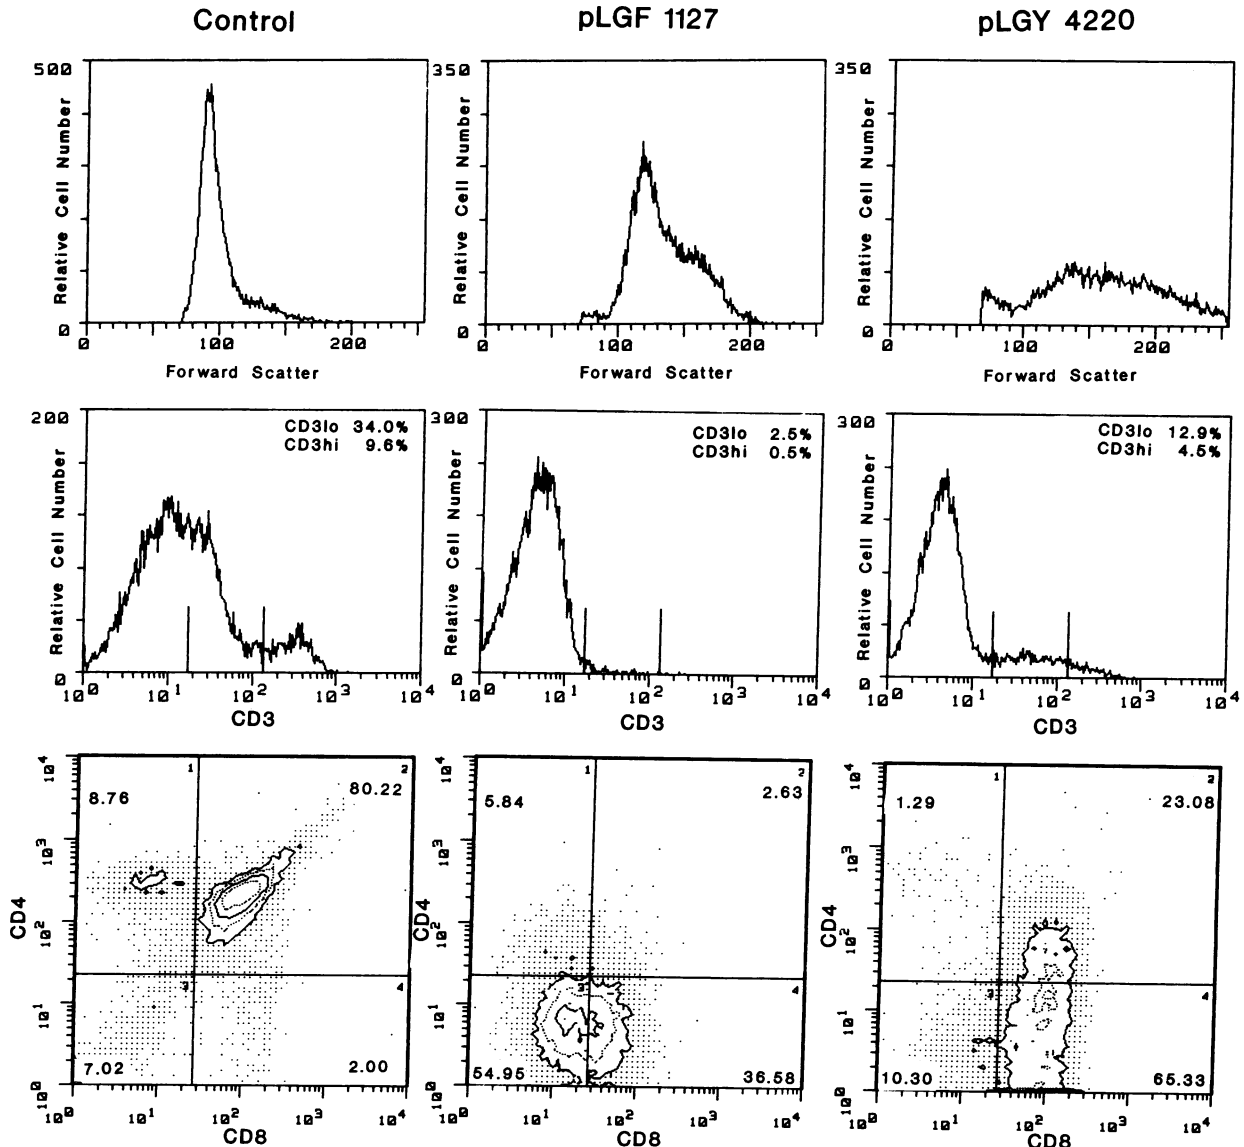 Control
pLGF 1127
pLGY 4220
500
Relative Cell Number
0
0
100
200
Forward Scatter
350
Relative Cell Number
0
0
100
200
Forward Scatter
350
Relative Cell Number
0
0
100
200
Forward Scatter
200
CD3lo 34.0%
CD3hi 9.6%
Relative Cell Number
0
10^0 10^1 10^2 10^3 10^4
CD3
300
CD3lo 2.5%
CD3hi 0.5%
Relative Cell Number
0
10^0 10^1 10^2 10^3 10^4
CD3
300
CD3lo 12.9%
CD3hi 4.5%
Relative Cell Number
0
10^0 10^1 10^2 10^3 10^4
CD3
10^4
10^3
10^2
10^1
10^0
CD4
1
2
3
4
8.76
80.22
7.02
2.00
10^0 10^1 10^2 10^3 10^4
CD8
10^4
10^3
10^2
10^1
10^0
CD4
1
2
3
4
5.84
2.63
54.95
36.58
10^0 10^1 10^2 10^3 10^4
CD8
10^4
10^3
10^2
10^1
10^0
CD4
1
2
3
4
1.29
23.08
10.30
65.33
10^0 10^1 10^2 10^3 10^4
CD8